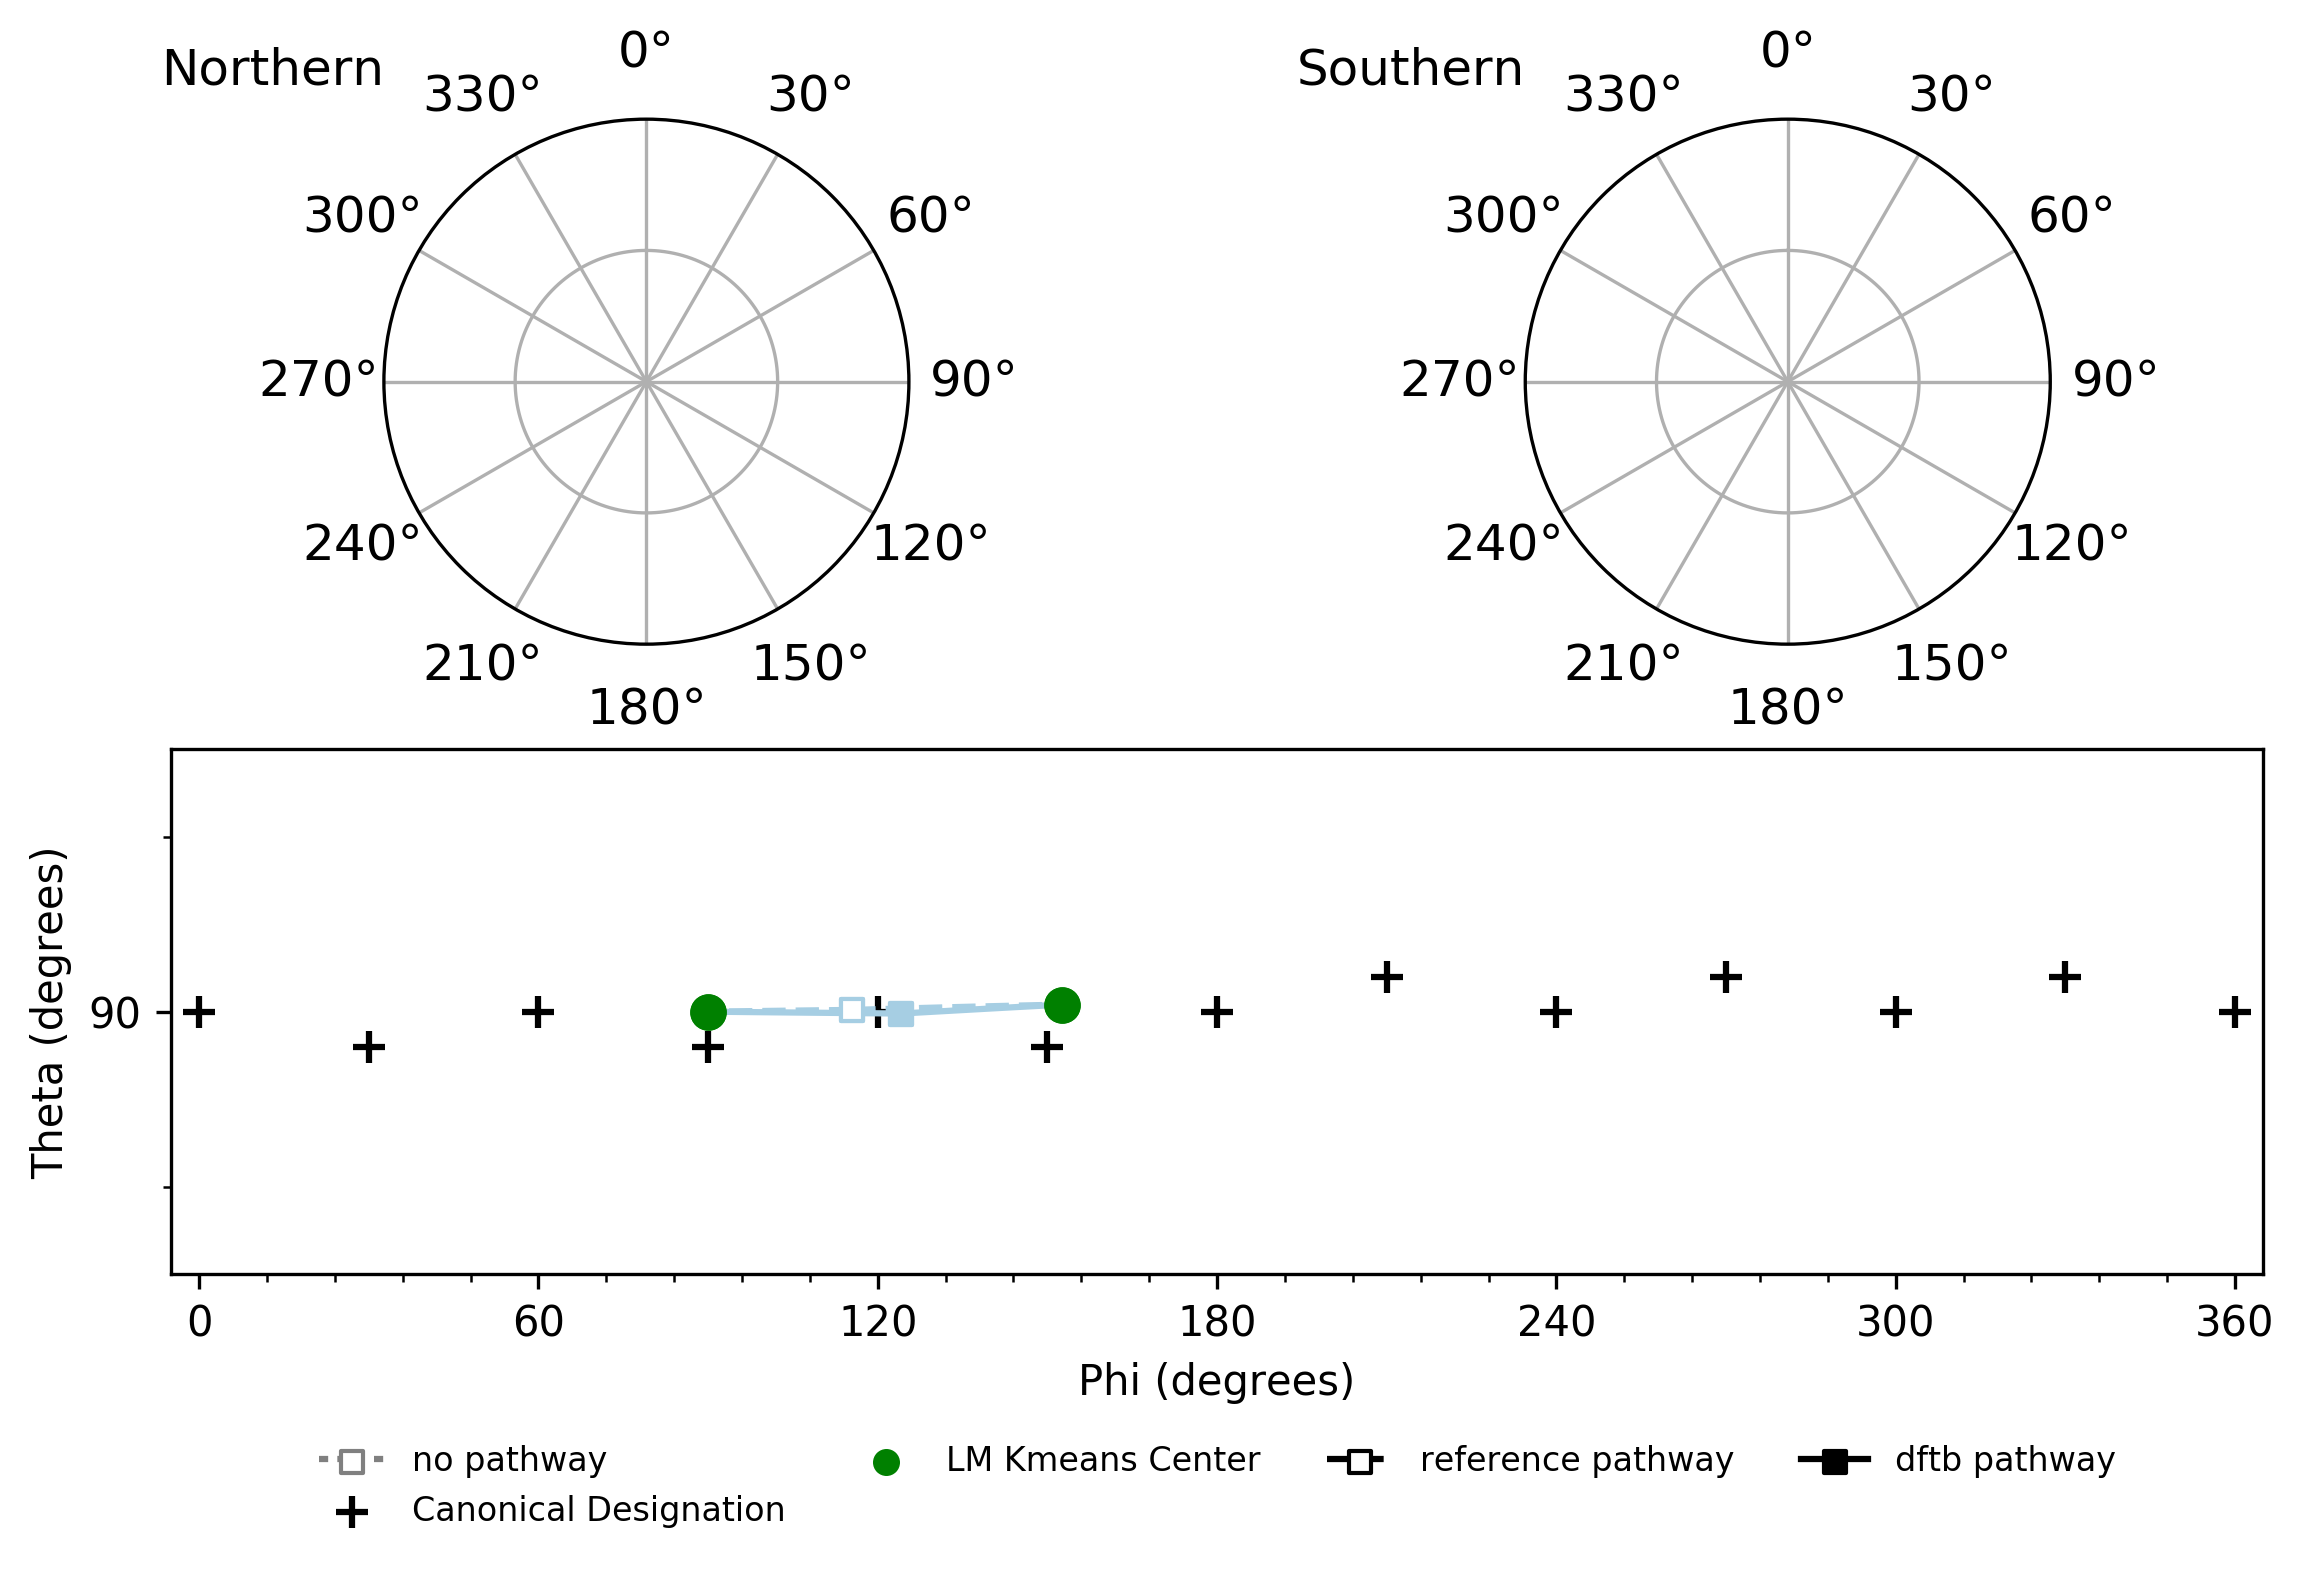 Northern
0°
30°
60°
90°
120°
150°
180°
210°
240°
270°
300°
330°
Southern
0°
30°
60°
90°
120°
150°
180°
210°
240°
270°
300°
330°
Theta (degrees)
90
0 60 120 180 240 300 360
Phi (degrees)
no pathway
Canonical Designation
LM Kmeans Center
reference pathway
dftb pathway